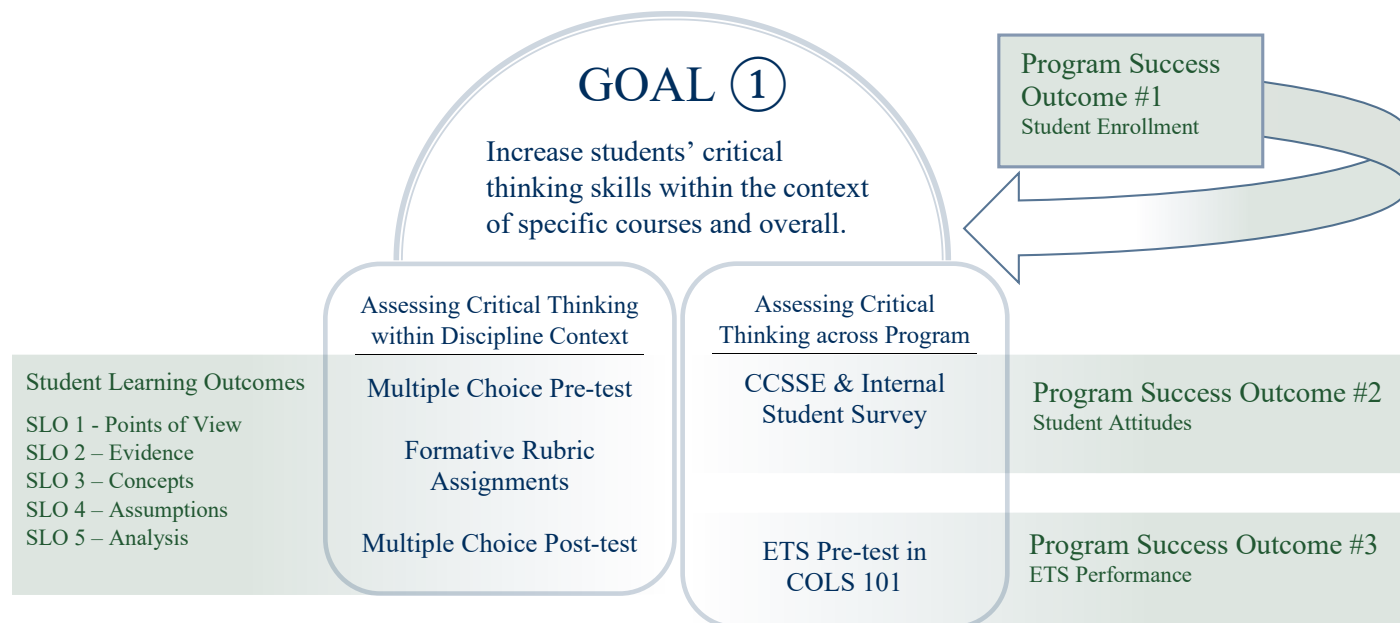 GOAL ①
Increase students’ critical
thinking skills within the context
of specific courses and overall.
Program Success
Outcome #1
Student Enrollment
Assessing Critical Thinking
within Discipline Context
Multiple Choice Pre-test
Formative Rubric
Assignments
Multiple Choice Post-test
Assessing Critical
Thinking across Program
CCSSE & Internal
Student Survey
ETS Pre-test in
COLS 101
Student Learning Outcomes
SLO 1 - Points of View
SLO 2 – Evidence
SLO 3 – Concepts
SLO 4 – Assumptions
SLO 5 – Analysis
Program Success Outcome #2
Student Attitudes
Program Success Outcome #3
ETS Performance